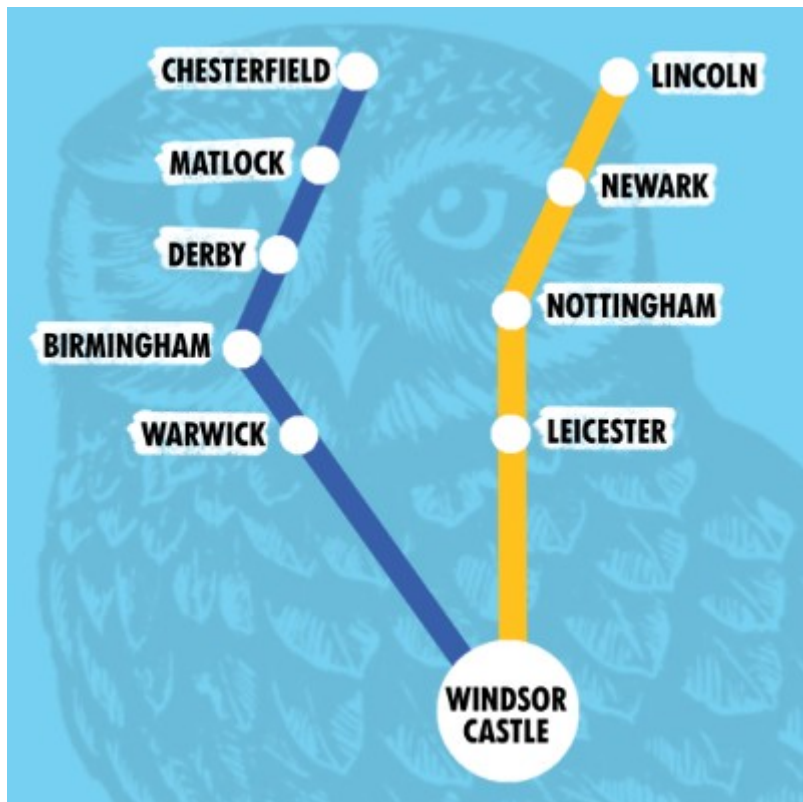 CHESTERFIELD
LINCOLN
MATLOCK
NEWARK
DERBY
NOTTINGHAM
BIRMINGHAM
WARWICK
LEICESTER
WINDSOR
CASTLE